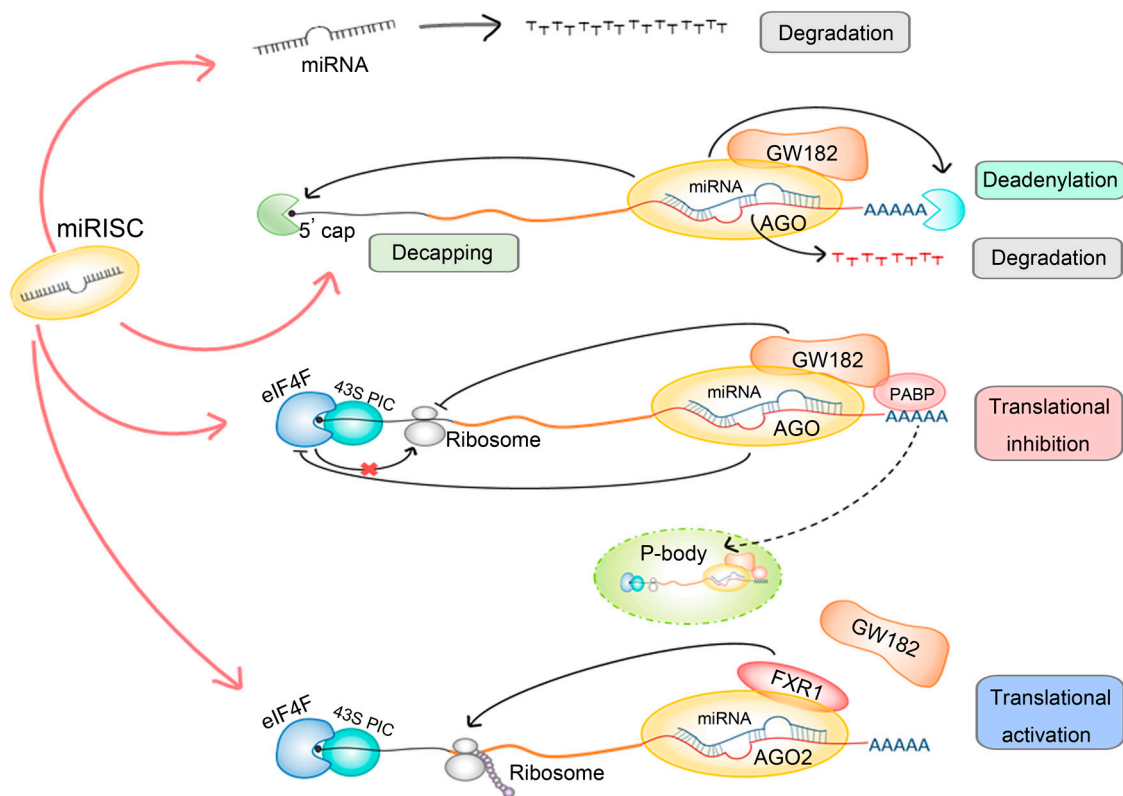 miRNA
Degradation
miRISC
GW182
miRNA
AGO
AAAAA
Deadenylation
5' cap
Decapping
Degradation
eIF4F
43S PIC
Ribosome
GW182
miRNA
AGO
PABP
AAAAA
Translational
inhibition
P-body
GW182
eIF4F
43S PIC
Ribosome
FXR1
miRNA
AGO2
AAAAA
Translational
activation